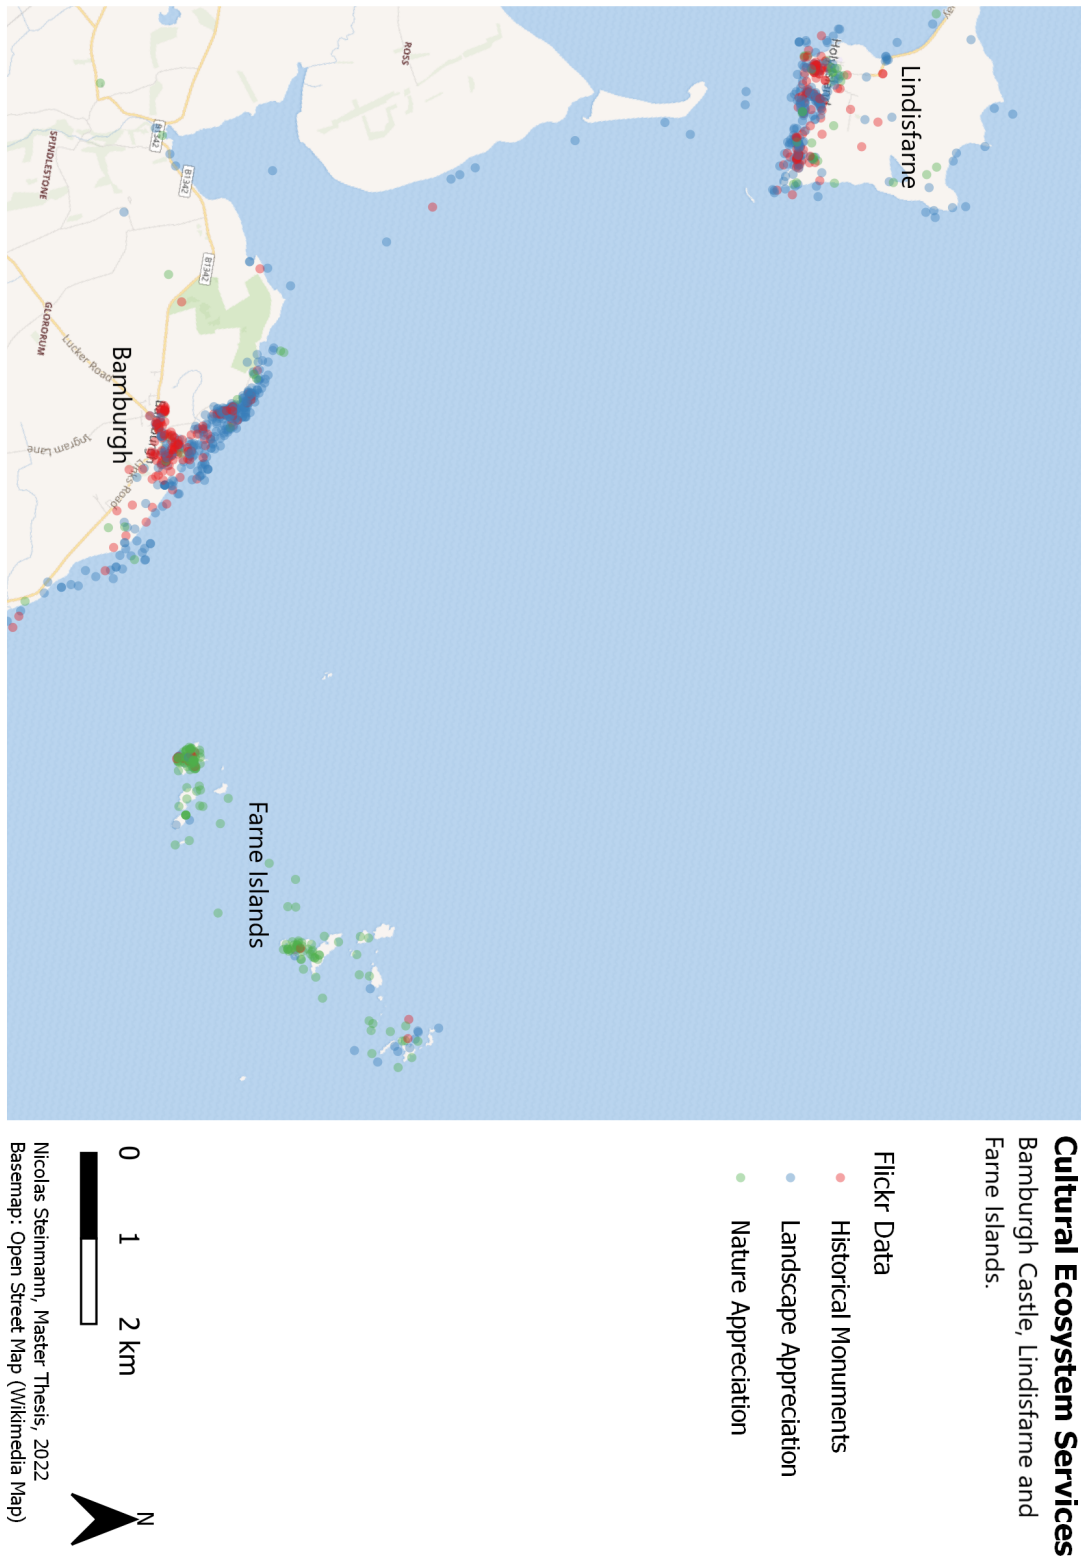 Cultural Ecosystem Services
Bamburgh Castle, Lindisfarne and
Farne Islands.
Flickr Data
Historical Monuments
Landscape Appreciation
Nature Appreciation
0 1 2 km
N
Nicolas Steinmann, Master Thesis, 2022
Basemap: Open Street Map (Wikimedia Map)
Lindisfarne
ROSS
B1342
B1342
B1342
SPINDLESTONE
GLORORUM
Lucker Road
Bamburgh
Ingram Lane
Links Road
Farne Islands